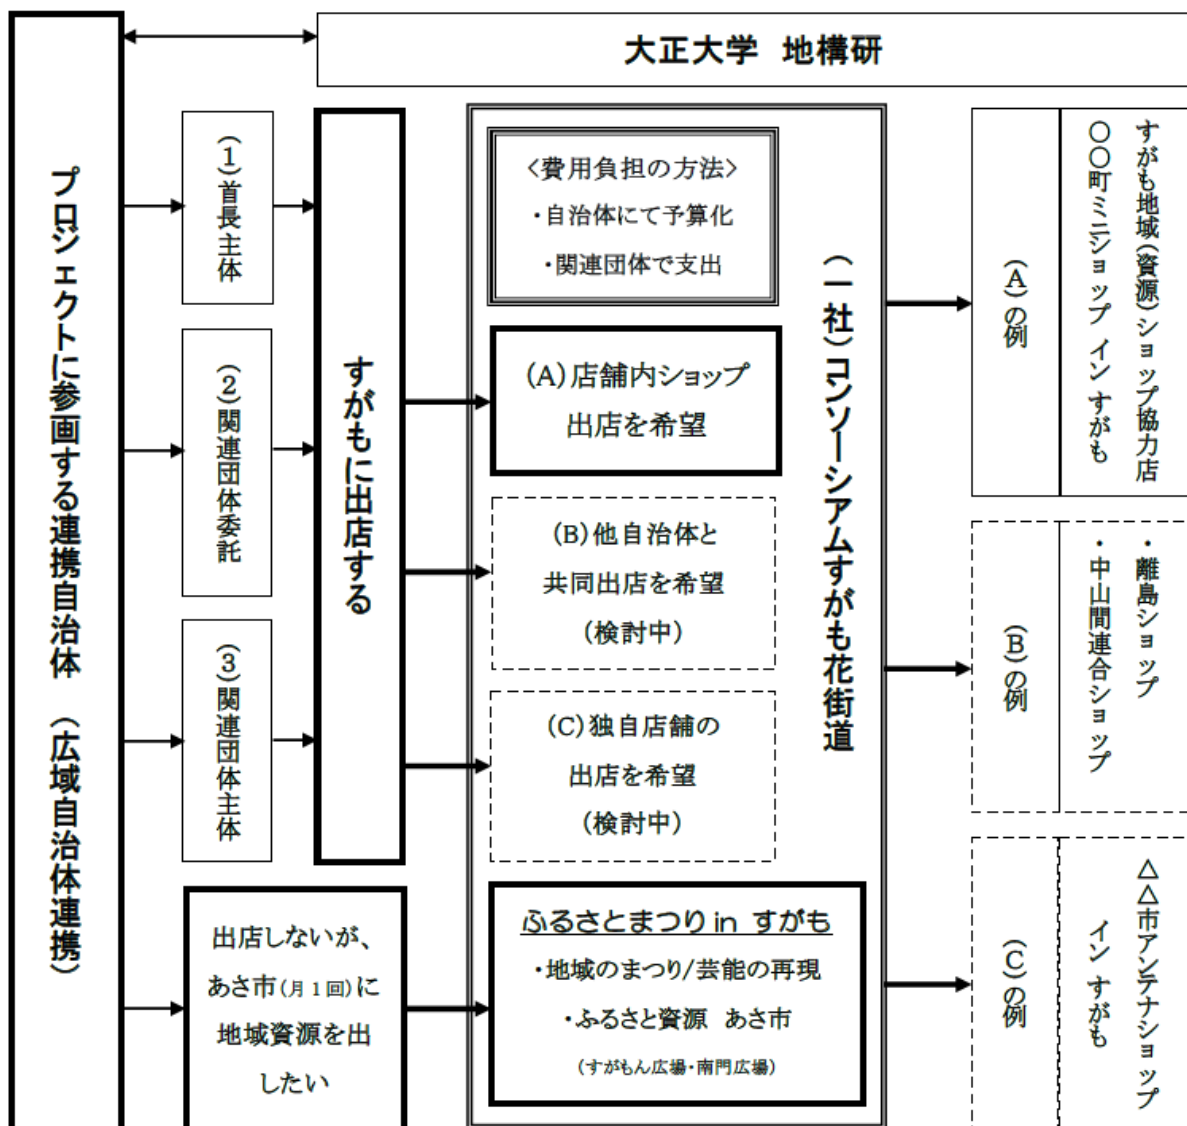 大正大学 地構研
プロジェクトに参画する連携自治体 （広域自治体連携）
（１）首長主体
（２）関連団体委託
（３）関連団体主体
すがもに出店する
出店しないが、
あさ市（月１回）に
地域資源を出
したい
＜費用負担の方法＞
・自治体にて予算化
・関連団体で支出
（A）店舗内ショップ
出店を希望
（B）他自治体と
共同出店を希望
（検討中）
（C）独自店舗の
出店を希望
（検討中）
ふるさとまつり in すがも
・地域のまつり/芸能の再現
・ふるさと資源 あさ市
（すがもん広場・南門広場）
（一社）コンソーシアムすがも花街道
（A）の例
すがも地域（資源）ショップ協力店
〇〇町ミニショップ イン すがも
（B）の例
・離島ショップ
・中山間連合ショップ
（C）の例
△△市アンテナショップ
イン すがも